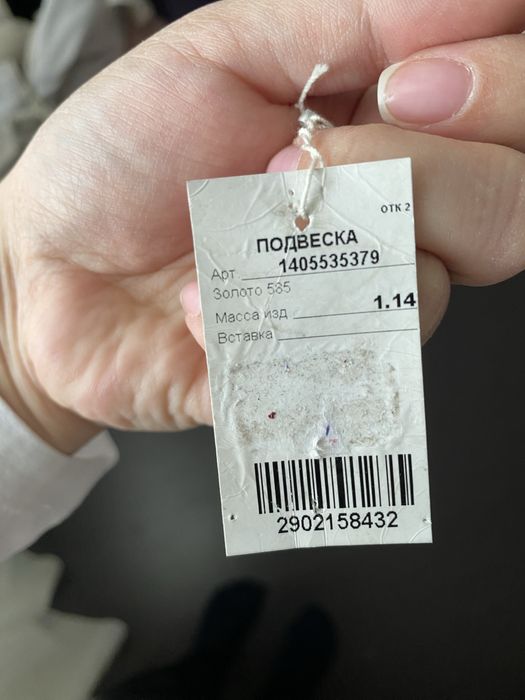 ОТК 2
ПОДВЕСКА
Арт 1405535379
Золото 585
Масса изд 1.14
Вставка
2902158432